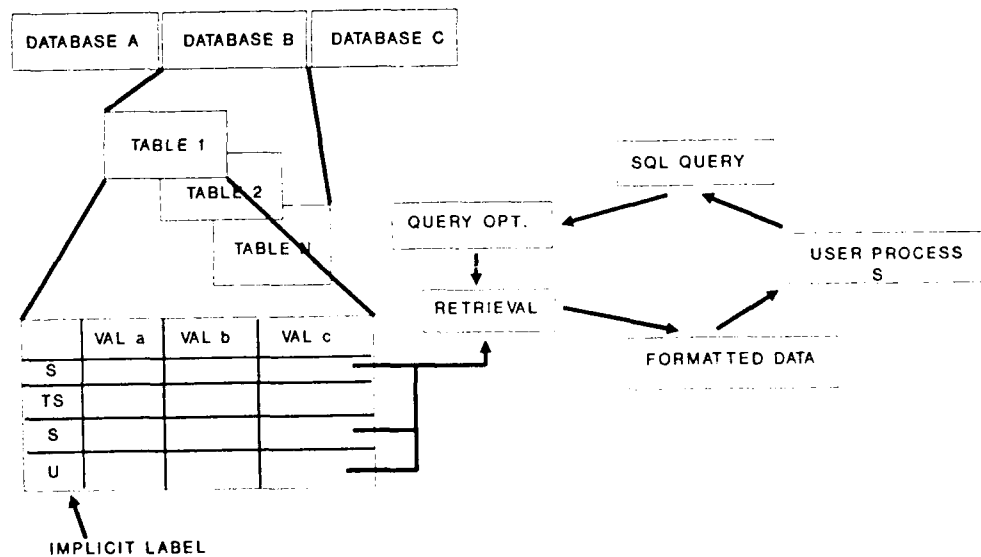 DATABASE A DATABASE B DATABASE C
TABLE 1
TABLE 2
TABLE N
SQL QUERY
QUERY OPT.
USER PROCESS
S
RETRIEVAL
FORMATTED DATA
VAL a VAL b VAL c
S
TS
S
U
IMPLICIT LABEL